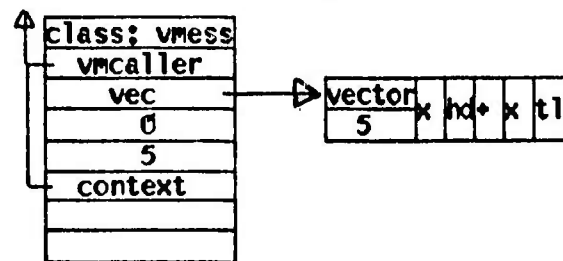 class: vmess
vmcaller
vec
0
5
context
vector
5
x hd+ x tl